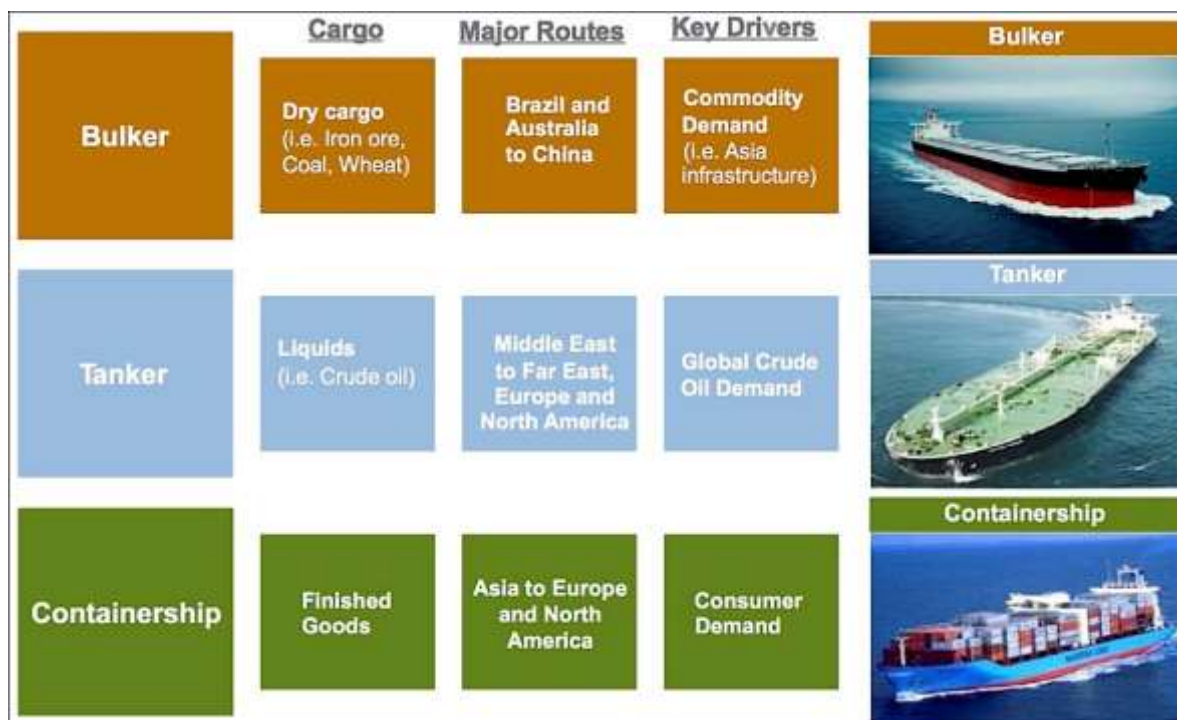 Cargo
Major Routes
Key Drivers
Bulker
Dry cargo
(i.e. Iron ore,
Coal, Wheat)
Brazil and
Australia
to China
Commodity
Demand
(i.e. Asia
infrastructure)
Bulker
Tanker
Liquids
(i.e. Crude oil)
Middle East
to Far East,
Europe and
North America
Global Crude
Oil Demand
Tanker
Containership
Finished
Goods
Asia to Europe
and North
America
Consumer
Demand
Containership